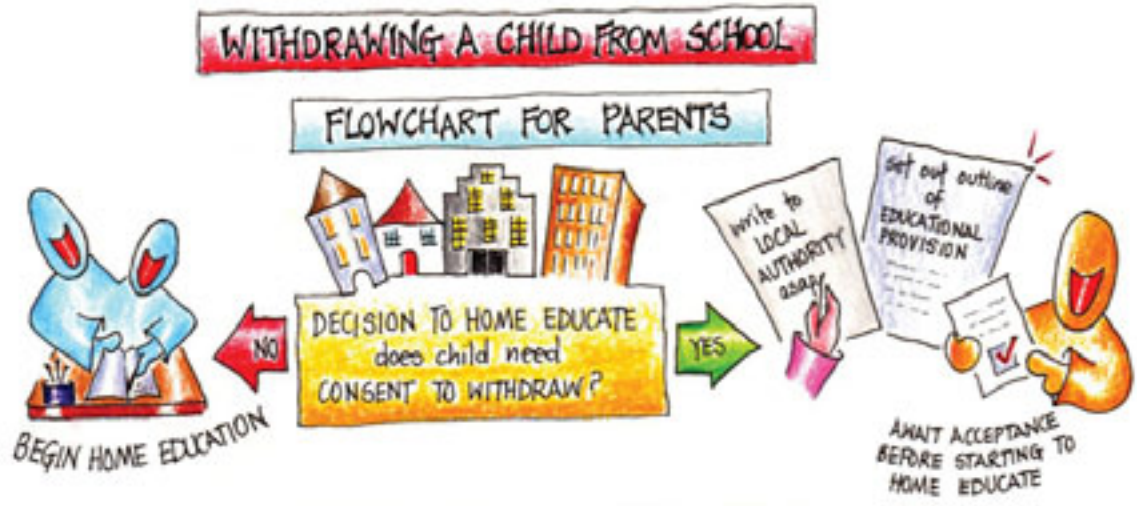 WITHDRAWING A CHILD FROM SCHOOL
FLOWCHART FOR PARENTS
DECISION TO HOME EDUCATE
does child need
CONSENT TO WITHDRAW?
NO
BEGIN HOME EDUCATION
YES
write to
LOCAL
AUTHORITY
asap
set out outline
of
EDUCATIONAL
PROVISION
AWAIT ACCEPTANCE
BEFORE STARTING TO
HOME EDUCATE